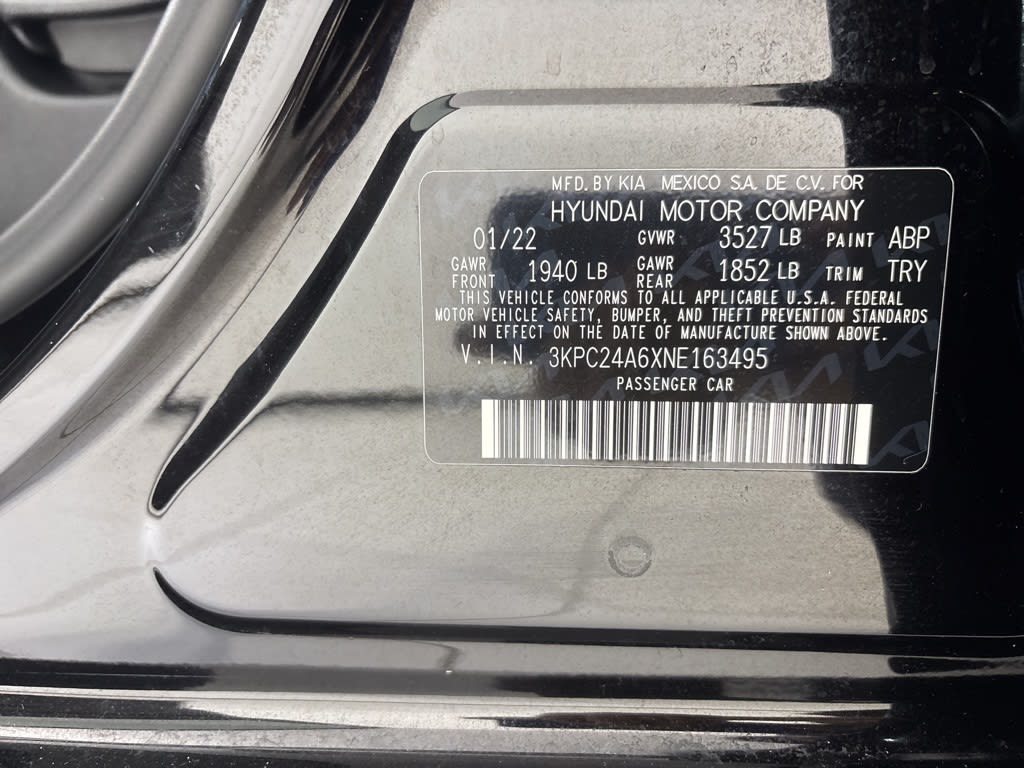 MFD. BY KIA MEXICO S.A. DE C.V. FOR
HYUNDAI MOTOR COMPANY
01/22 GVWR 3527 LB PAINT ABP
GAWR FRONT 1940 LB GAWR REAR 1852 LB TRIM TRY
THIS VEHICLE CONFORMS TO ALL APPLICABLE U.S.A. FEDERAL
MOTOR VEHICLE SAFETY, BUMPER, AND THEFT PREVENTION STANDARDS
IN EFFECT ON THE DATE OF MANUFACTURE SHOWN ABOVE.
V.I.N. 3KPC24A6XNE163495
PASSENGER CAR